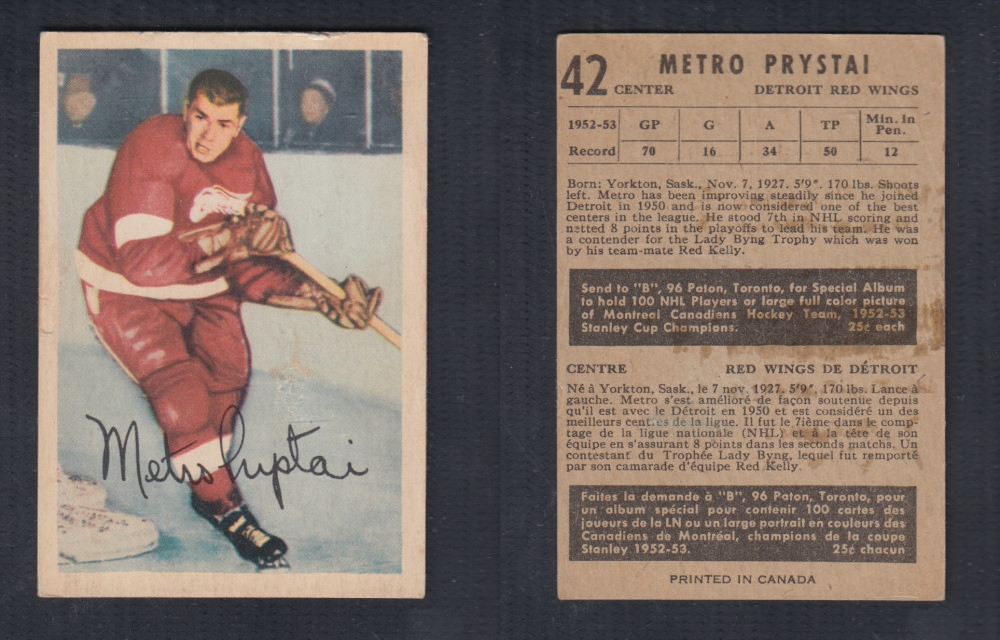 Metro Prystai
42 METRO PRYSTAI
CENTER DETROIT RED WINGS
1952-53 GP G A TP Min. in Pen.
Record 70 16 34 50 12
Born: Yorkton, Sask., Nov. 7, 1927. 5'9". 170 lbs. Shoots
left. Metro has been improving steadily since he joined
Detroit in 1950 and is now considered one of the best
centers in the league. He stood 7th in NHL scoring and
netted 8 points in the playoffs to lead his team. He was
a contender for the Lady Byng Trophy which was won
by his team-mate Red Kelly.
Send to "B", 96 Paton, Toronto, for Special Album
to hold 100 NHL Players or large full color picture
of Montreal Canadiens Hockey Team, 1952-53
Stanley Cup Champions. 25¢ each
CENTRE RED WINGS DE DÉTROIT
Né à Yorkton, Sask., le 7 nov. 1927. 5'9". 170 lbs. Lance à
gauche. Metro s'est amélioré de façon soutenue depuis
qu'il est avec le Détroit en 1950 et est considéré un des
meilleurs centres de la ligue. Il fut le 7ième dans le comp-
tage de la ligue nationale (NHL) et à la tête de son
équipe en s'assurant 8 points dans les seconds matchs. Un
contestant du Trophée Lady Byng, lequel fut remporté
par son camarade d'équipe Red Kelly.
Faites la demande à "B", 96 Paton, Toronto, pour
un album spécial pour contenir 100 cartes des
joueurs de la LN ou un large portrait en couleurs des
Canadiens de Montréal, champions de la coupe
Stanley 1952-53. 25¢ chacun
PRINTED IN CANADA